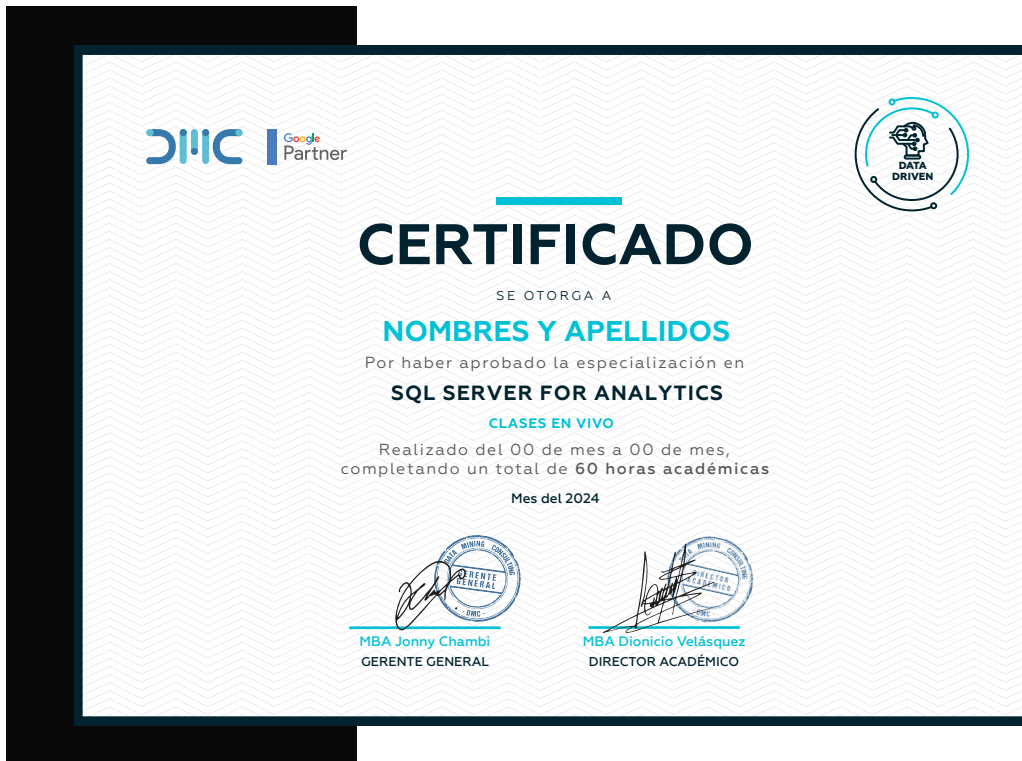 DMC
Google
Partner
DATA
DRIVEN
CERTIFICADO
SE OTORGA A
NOMBRES Y APELLIDOS
Por haber aprobado la especialización en
SQL SERVER FOR ANALYTICS
CLASES EN VIVO
Realizado del 00 de mes a 00 de mes,
completando un total de 60 horas académicas
Mes del 2024
DATA MINING CONSULTING
GERENTE
GENERAL
- DMC -
DATA MINING CONSULTING
DIRECTOR
ACADÉMICO
- DMC -
MBA Jonny Chambi
GERENTE GENERAL
MBA Dionicio Velásquez
DIRECTOR ACADÉMICO